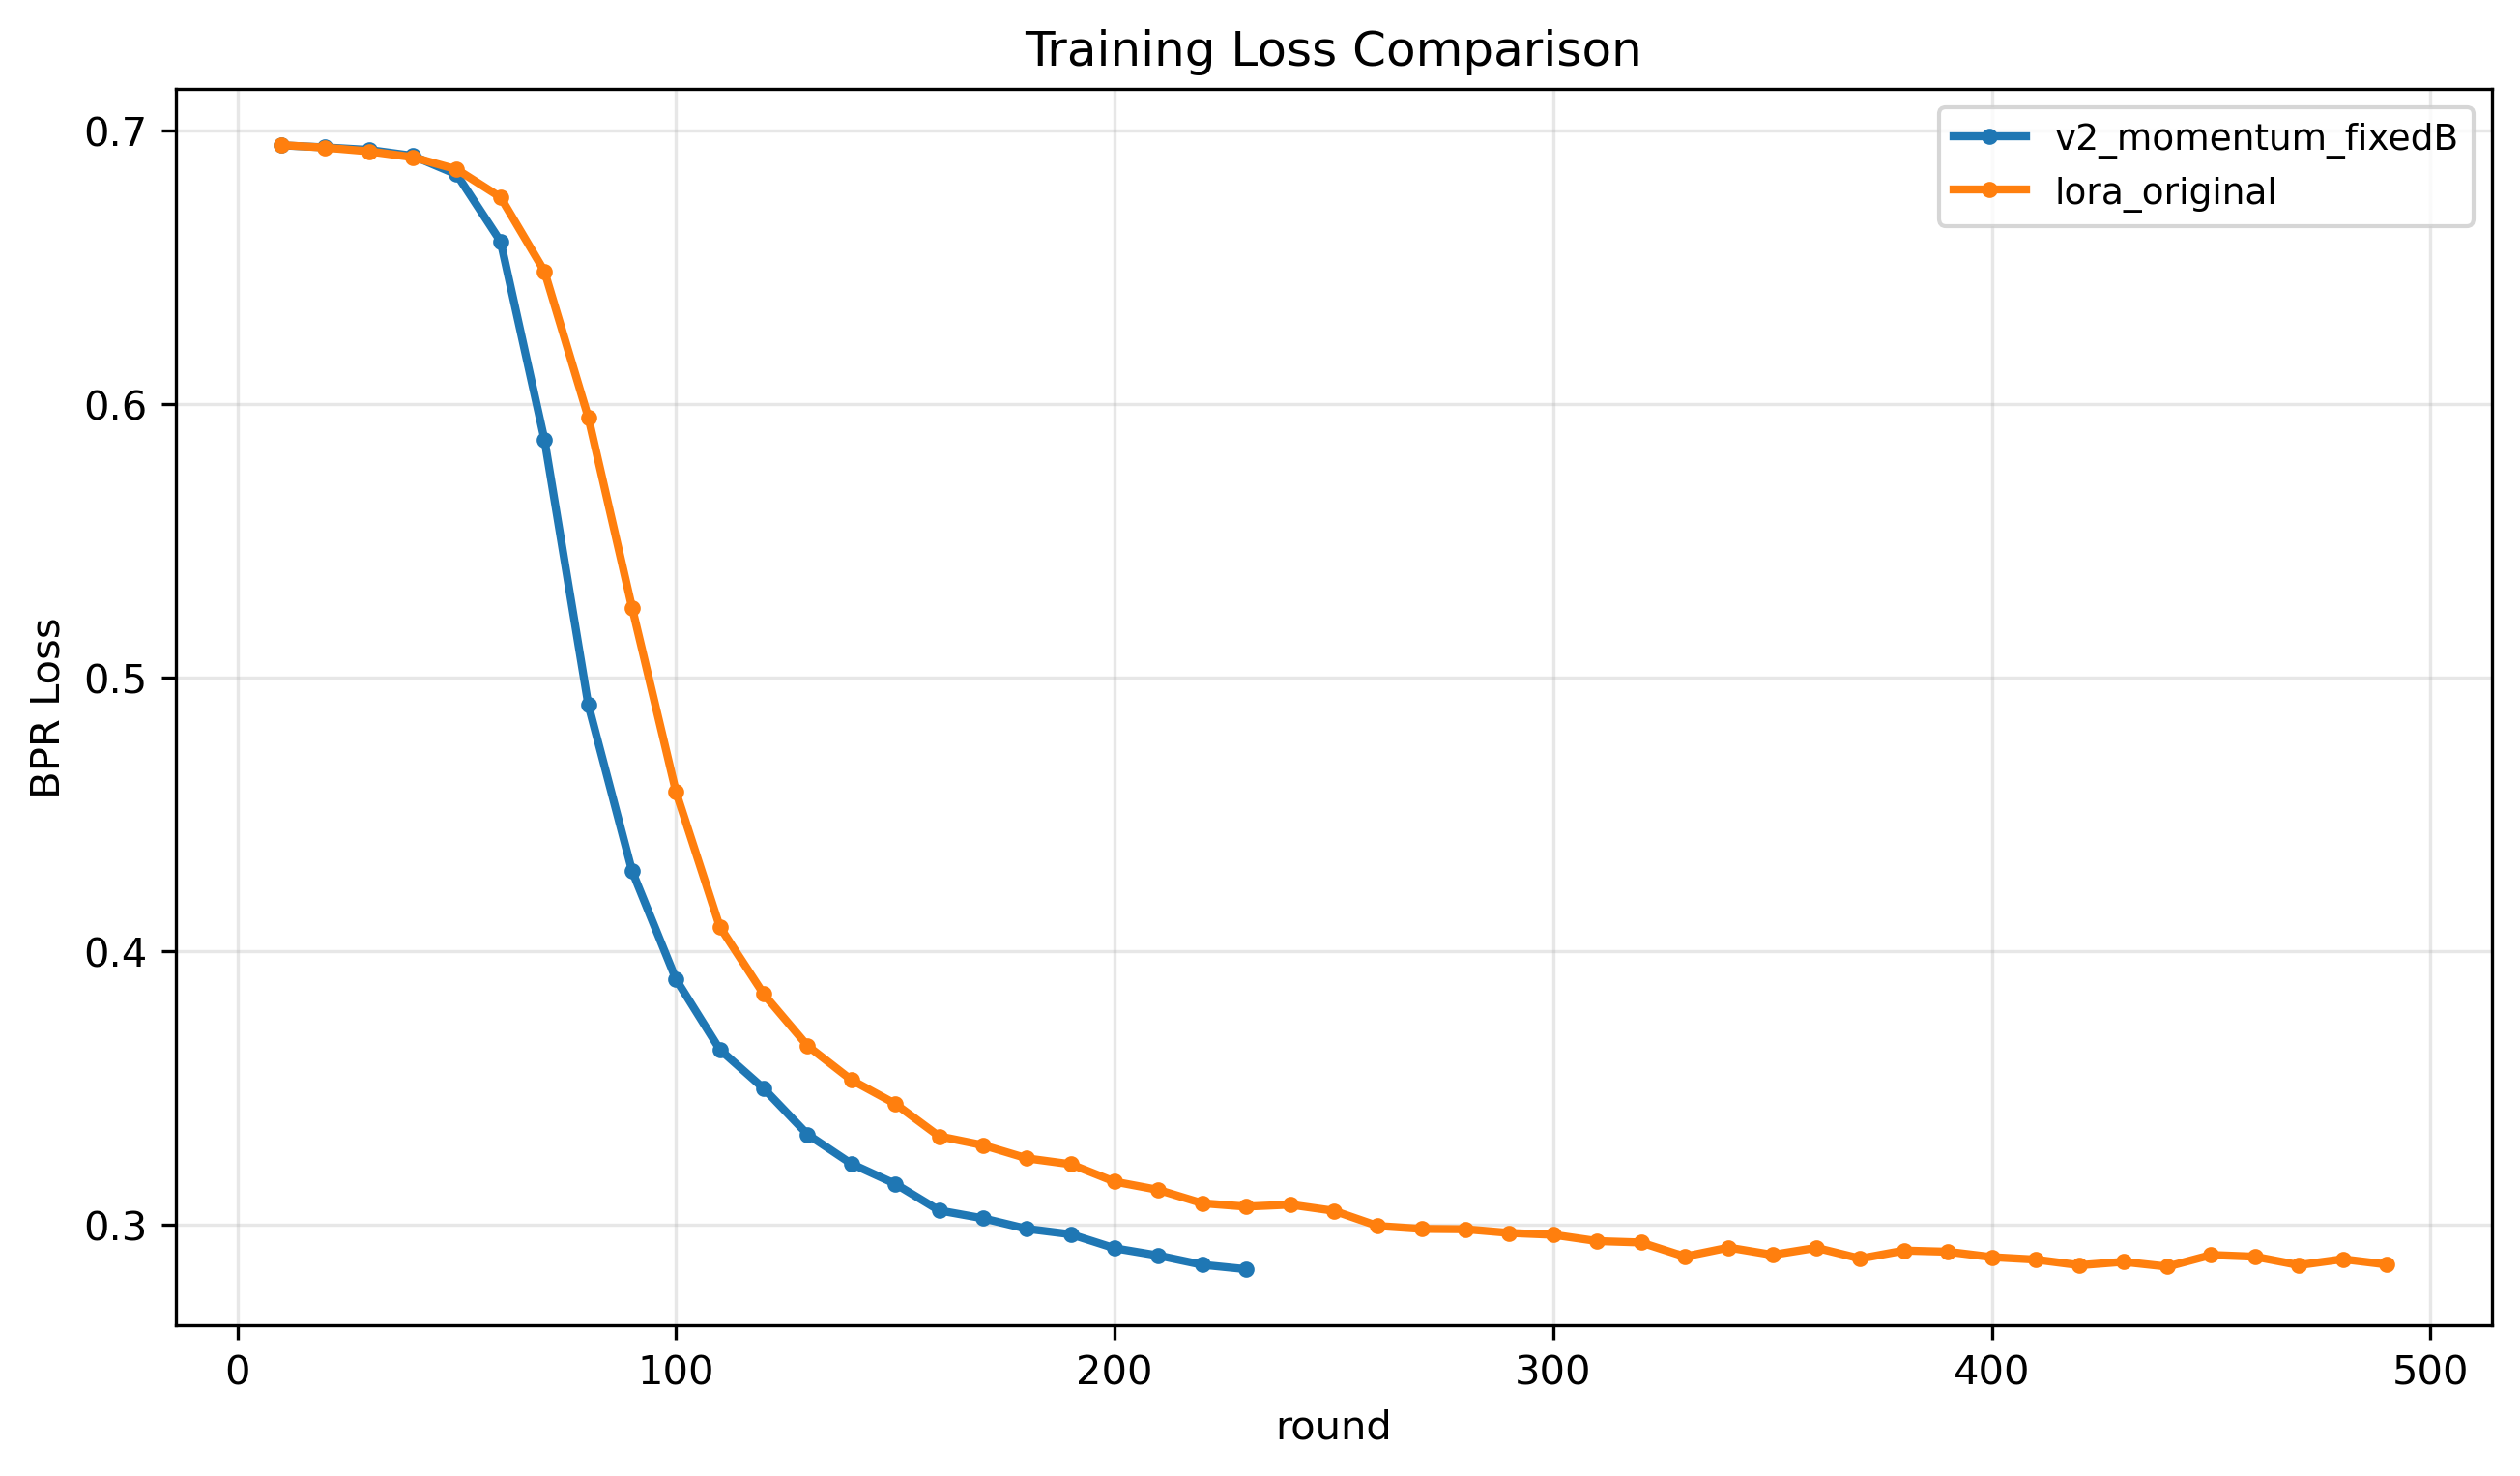 Training Loss Comparison
v2_momentum_fixedB
lora_original
0.7
0.6
0.5
0.4
0.3
BPR Loss
0 100 200 300 400 500
round